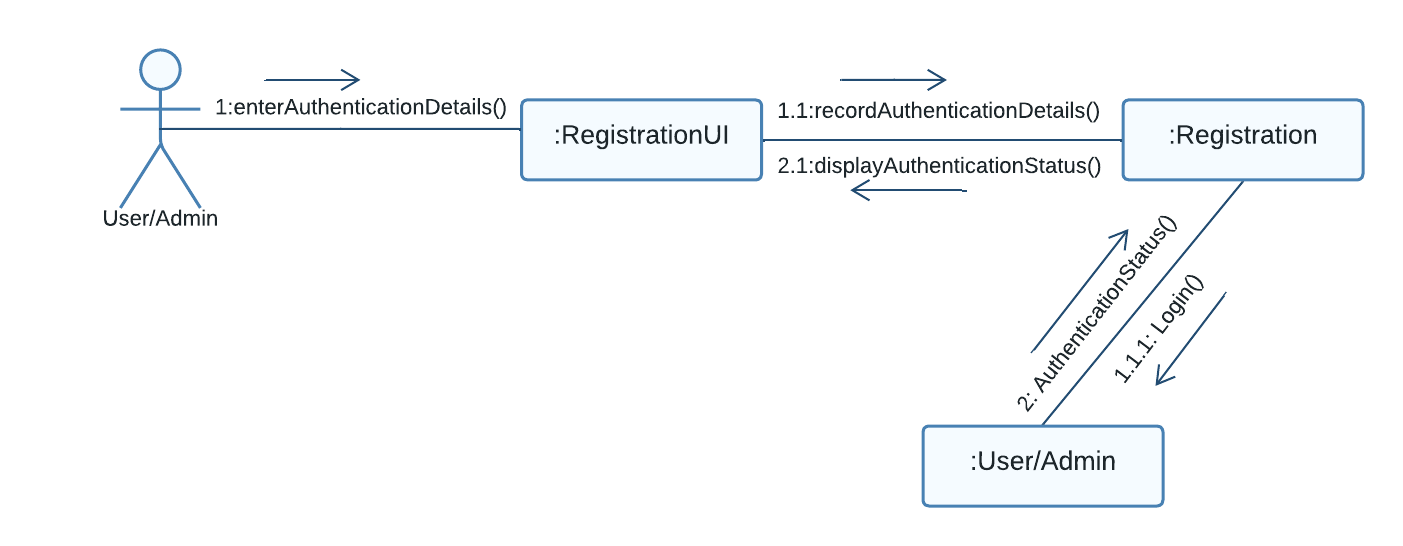 1:enterAuthenticationDetails()
:RegistrationUI
1.1:recordAuthenticationDetails()
:Registration
2.1:displayAuthenticationStatus()
User/Admin
2: AuthenticationStatus()
1.1.1: Login()
:User/Admin